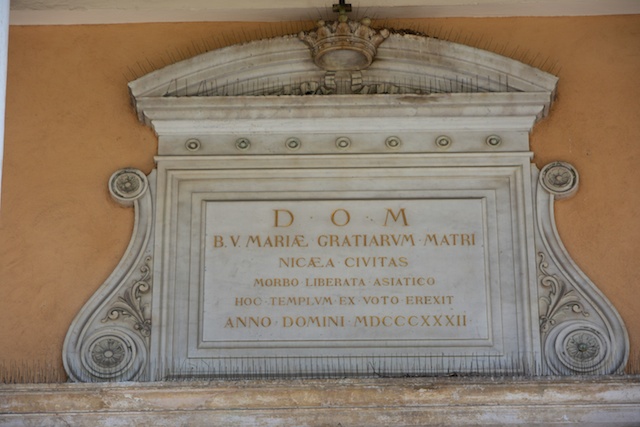 D · O · M
B.V. MARIÆ GRATIARVM MATRI
NICÆA CIVITAS
MORBO LIBERATA ASIATICO
HOC TEMPLVM EX VOTO EREXIT
ANNO DOMINI MDCCCXXXII